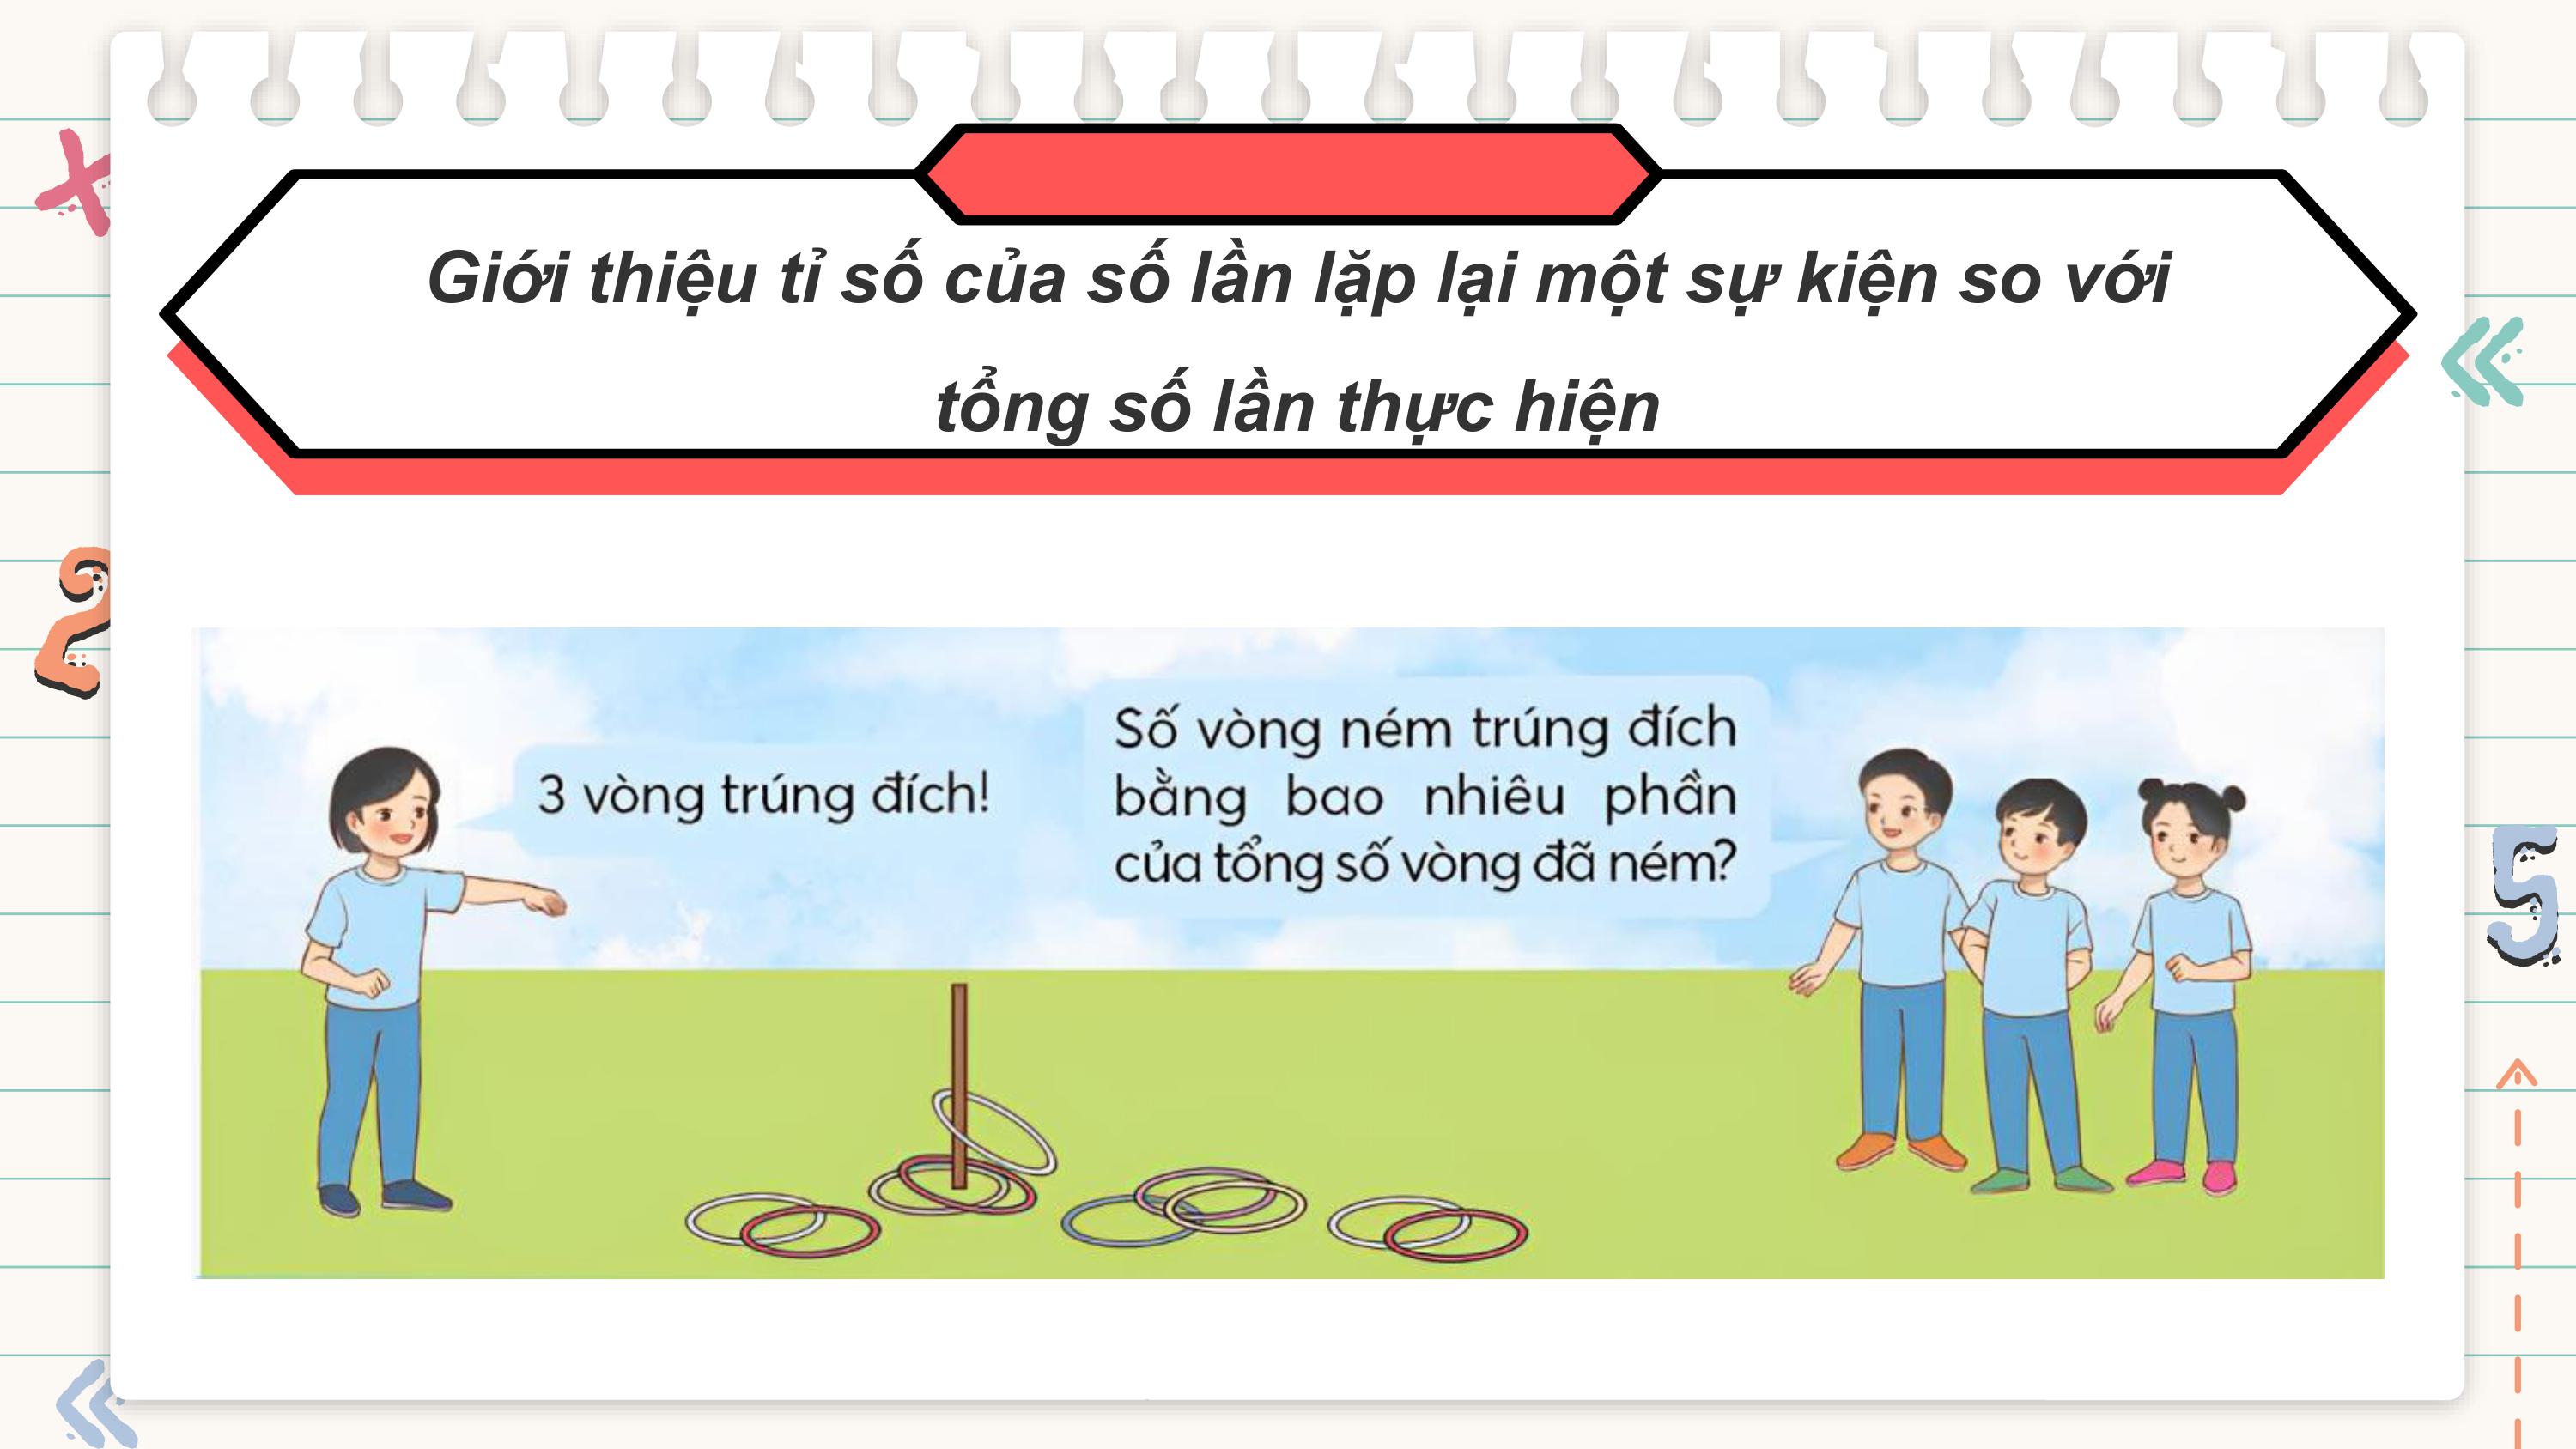 Giới thiệu tỉ số của số lần lặp lại một sự kiện so với
tổng số lần thực hiện
3 vòng trúng đích!
Số vòng ném trúng đích
bằng bao nhiêu phần
của tổng số vòng đã ném?
2
5